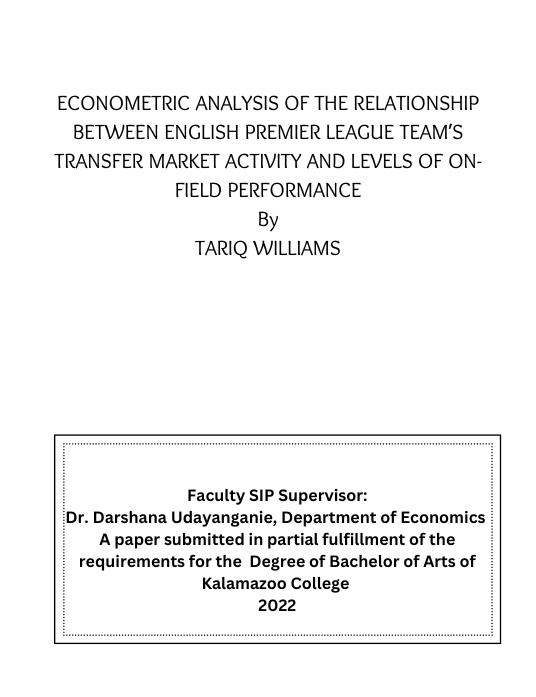 ECONOMETRIC ANALYSIS OF THE RELATIONSHIP
BETWEEN ENGLISH PREMIER LEAGUE TEAM'S
TRANSFER MARKET ACTIVITY AND LEVELS OF ON-
FIELD PERFORMANCE
By
TARIQ WILLIAMS
Faculty SIP Supervisor:
Dr. Darshana Udayanganie, Department of Economics
A paper submitted in partial fulfillment of the
requirements for the Degree of Bachelor of Arts of
Kalamazoo College
2022